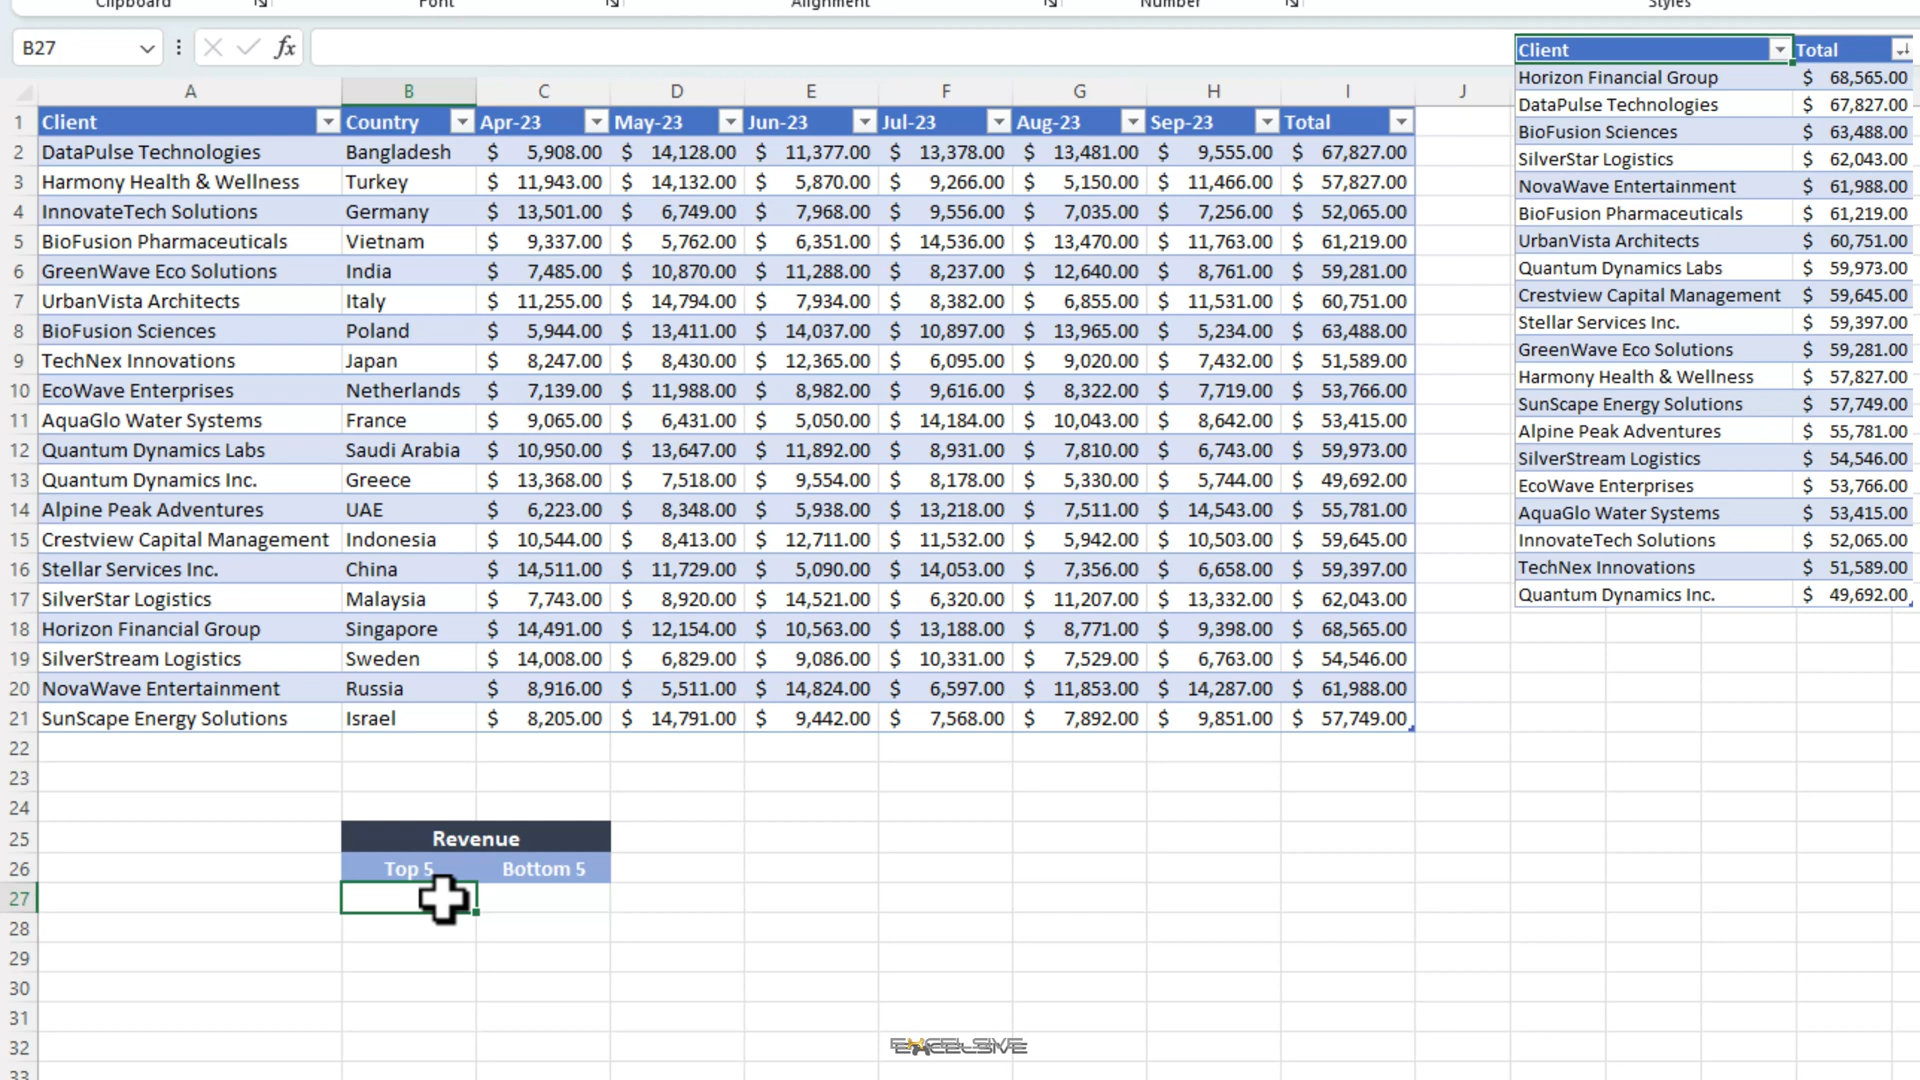 Clipboard Font Alignment Number Styles
B27 fx
A B C D E F G H I J
1 Client Country Apr-23 May-23 Jun-23 Jul-23 Aug-23 Sep-23 Total
2 DataPulse Technologies Bangladesh $ 5,908.00 $ 14,128.00 $ 11,377.00 $ 13,378.00 $ 13,481.00 $ 9,555.00 $ 67,827.00
3 Harmony Health & Wellness Turkey $ 11,943.00 $ 14,132.00 $ 5,870.00 $ 9,266.00 $ 5,150.00 $ 11,466.00 $ 57,827.00
4 InnovateTech Solutions Germany $ 13,501.00 $ 6,749.00 $ 7,968.00 $ 9,556.00 $ 7,035.00 $ 7,256.00 $ 52,065.00
5 BioFusion Pharmaceuticals Vietnam $ 9,337.00 $ 5,762.00 $ 6,351.00 $ 14,536.00 $ 13,470.00 $ 11,763.00 $ 61,219.00
6 GreenWave Eco Solutions India $ 7,485.00 $ 10,870.00 $ 11,288.00 $ 8,237.00 $ 12,640.00 $ 8,761.00 $ 59,281.00
7 UrbanVista Architects Italy $ 11,255.00 $ 14,794.00 $ 7,934.00 $ 8,382.00 $ 6,855.00 $ 11,531.00 $ 60,751.00
8 BioFusion Sciences Poland $ 5,944.00 $ 13,411.00 $ 14,037.00 $ 10,897.00 $ 13,965.00 $ 5,234.00 $ 63,488.00
9 TechNex Innovations Japan $ 8,247.00 $ 8,430.00 $ 12,365.00 $ 6,095.00 $ 9,020.00 $ 7,432.00 $ 51,589.00
10 EcoWave Enterprises Netherlands $ 7,139.00 $ 11,988.00 $ 8,982.00 $ 9,616.00 $ 8,322.00 $ 7,719.00 $ 53,766.00
11 AquaGlo Water Systems France $ 9,065.00 $ 6,431.00 $ 5,050.00 $ 14,184.00 $ 10,043.00 $ 8,642.00 $ 53,415.00
12 Quantum Dynamics Labs Saudi Arabia $ 10,950.00 $ 13,647.00 $ 11,892.00 $ 8,931.00 $ 7,810.00 $ 6,743.00 $ 59,973.00
13 Quantum Dynamics Inc. Greece $ 13,368.00 $ 7,518.00 $ 9,554.00 $ 8,178.00 $ 5,330.00 $ 5,744.00 $ 49,692.00
14 Alpine Peak Adventures UAE $ 6,223.00 $ 8,348.00 $ 5,938.00 $ 13,218.00 $ 7,511.00 $ 14,543.00 $ 55,781.00
15 Crestview Capital Management Indonesia $ 10,544.00 $ 8,413.00 $ 12,711.00 $ 11,532.00 $ 5,942.00 $ 10,503.00 $ 59,645.00
16 Stellar Services Inc. China $ 14,511.00 $ 11,729.00 $ 5,090.00 $ 14,053.00 $ 7,356.00 $ 6,658.00 $ 59,397.00
17 SilverStar Logistics Malaysia $ 7,743.00 $ 8,920.00 $ 14,521.00 $ 6,320.00 $ 11,207.00 $ 13,332.00 $ 62,043.00
18 Horizon Financial Group Singapore $ 14,491.00 $ 12,154.00 $ 10,563.00 $ 13,188.00 $ 8,771.00 $ 9,398.00 $ 68,565.00
19 SilverStream Logistics Sweden $ 14,008.00 $ 6,829.00 $ 9,086.00 $ 10,331.00 $ 7,529.00 $ 6,763.00 $ 54,546.00
20 NovaWave Entertainment Russia $ 8,916.00 $ 5,511.00 $ 14,824.00 $ 6,597.00 $ 11,853.00 $ 14,287.00 $ 61,988.00
21 SunScape Energy Solutions Israel $ 8,205.00 $ 14,791.00 $ 9,442.00 $ 7,568.00 $ 7,892.00 $ 9,851.00 $ 57,749.00
22
23
24
25 Revenue
26 Top 5 Bottom 5
27
28
29
30
31
32
33
Client Total
Horizon Financial Group $ 68,565.00
DataPulse Technologies $ 67,827.00
BioFusion Sciences $ 63,488.00
SilverStar Logistics $ 62,043.00
NovaWave Entertainment $ 61,988.00
BioFusion Pharmaceuticals $ 61,219.00
UrbanVista Architects $ 60,751.00
Quantum Dynamics Labs $ 59,973.00
Crestview Capital Management $ 59,645.00
Stellar Services Inc. $ 59,397.00
GreenWave Eco Solutions $ 59,281.00
Harmony Health & Wellness $ 57,827.00
SunScape Energy Solutions $ 57,749.00
Alpine Peak Adventures $ 55,781.00
SilverStream Logistics $ 54,546.00
EcoWave Enterprises $ 53,766.00
AquaGlo Water Systems $ 53,415.00
InnovateTech Solutions $ 52,065.00
TechNex Innovations $ 51,589.00
Quantum Dynamics Inc. $ 49,692.00